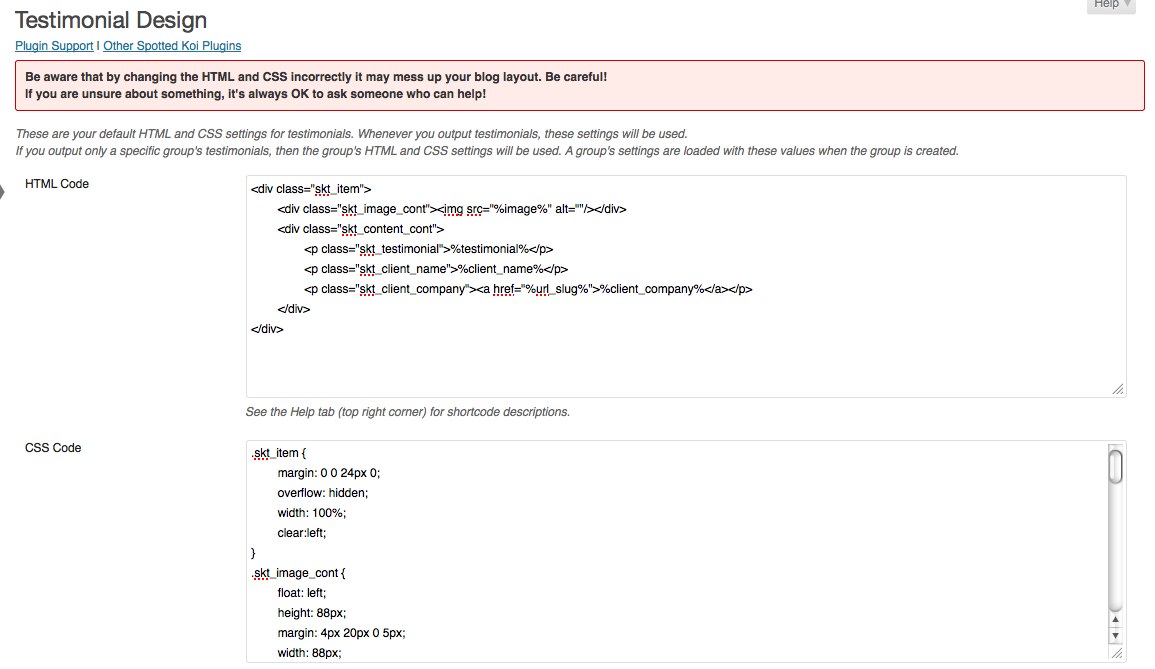 Help
Testimonial Design
Plugin Support | Other Spotted Koi Plugins
Be aware that by changing the HTML and CSS incorrectly it may mess up your blog layout. Be careful!
If you are unsure about something, it's always OK to ask someone who can help!
These are your default HTML and CSS settings for testimonials. Whenever you output testimonials, these settings will be used.
If you output only a specific group's testimonials, then the group's HTML and CSS settings will be used. A group's settings are loaded with these values when the group is created.
HTML Code
<div class="skt_item">
<div class="skt_image_cont"><img src="%image%" alt=""/></div>
<div class="skt_content_cont">
<p class="skt_testimonial">%testimonial%</p>
<p class="skt_client_name">%client_name%</p>
<p class="skt_client_company"><a href="%url_slug%">%client_company%</a></p>
</div>
</div>
See the Help tab (top right corner) for shortcode descriptions.
CSS Code
.skt_item {
margin: 0 0 24px 0;
overflow: hidden;
width: 100%;
clear:left;
}
.skt_image_cont {
float: left;
height: 88px;
margin: 4px 20px 0 5px;
width: 88px;